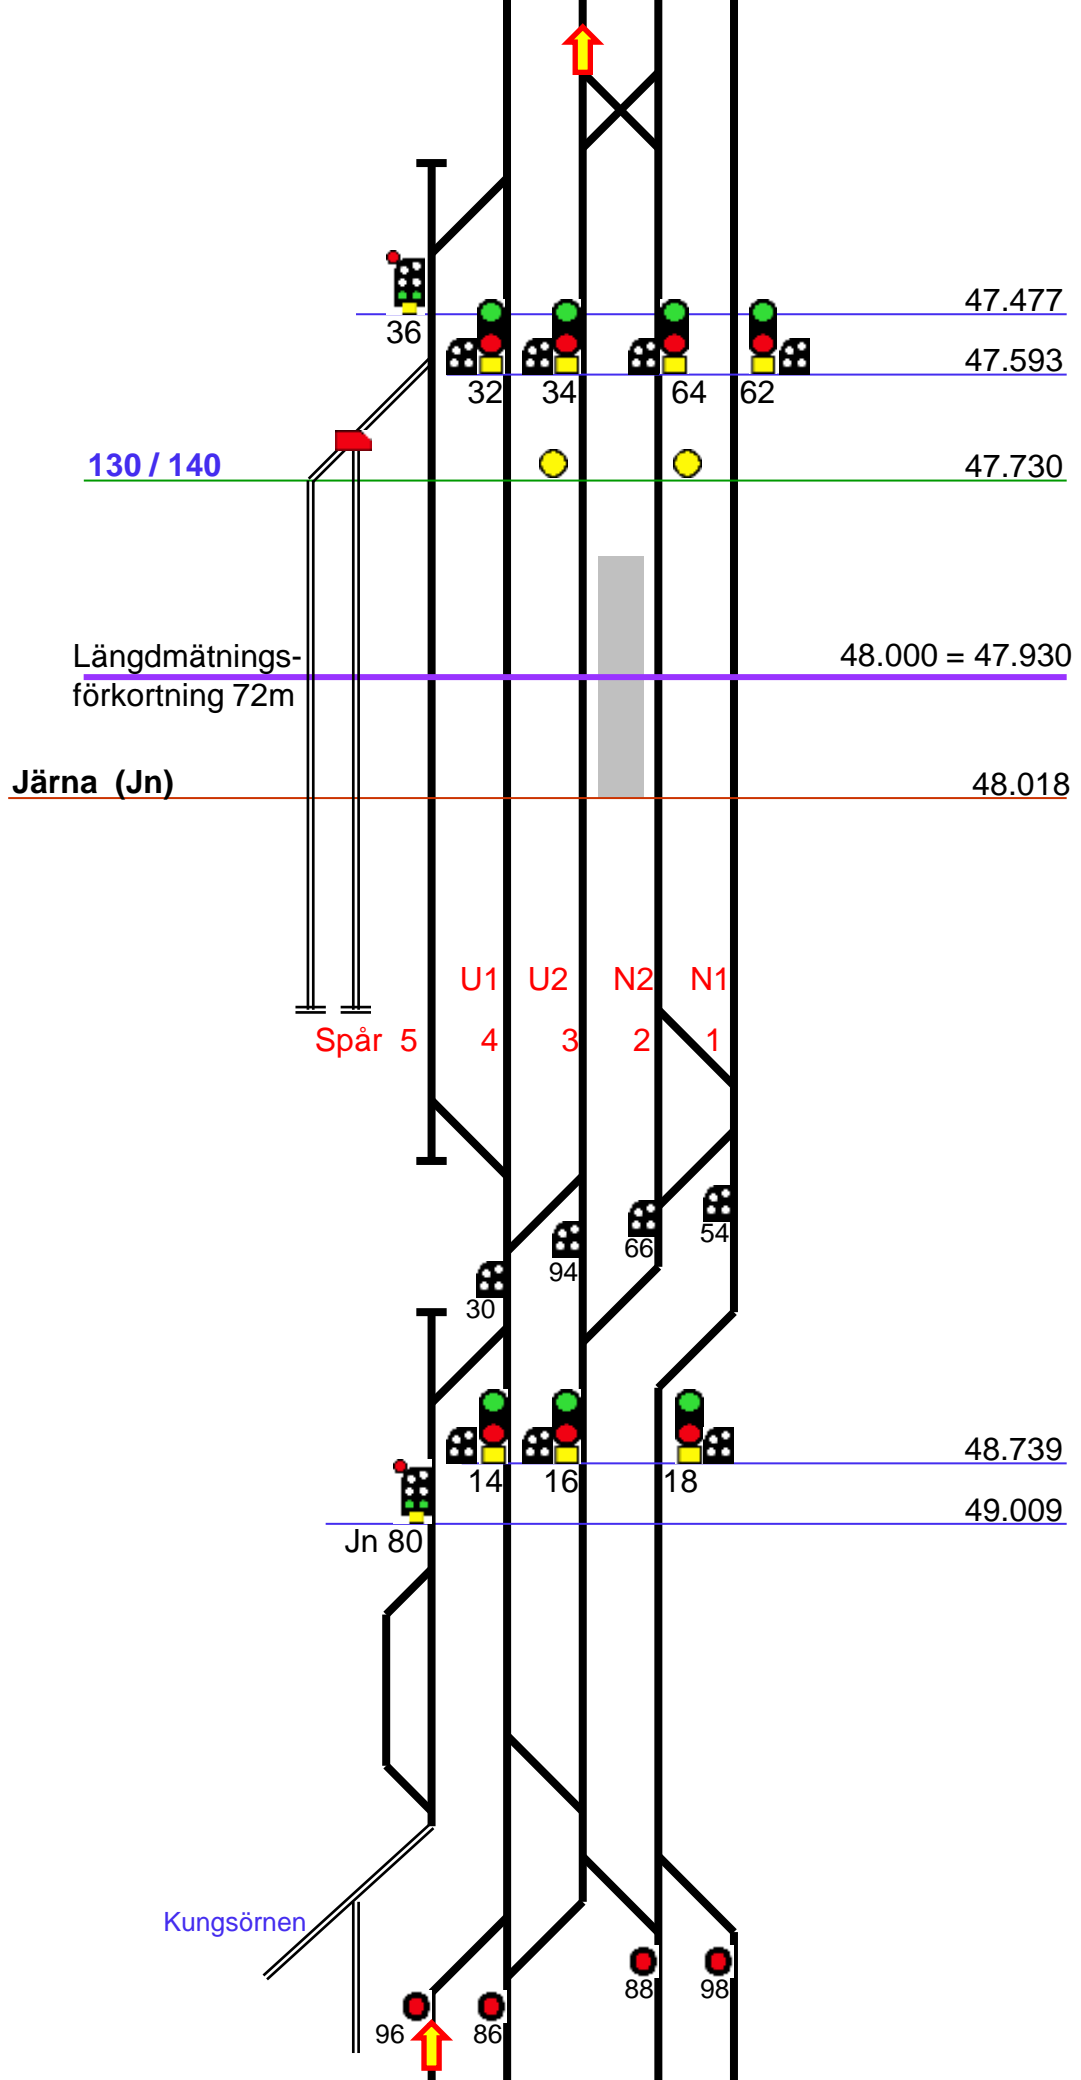 47.477
36
47.593
32 34 64 62
130 / 140
47.730
Längdmätnings-
förkortning 72m
48.000 = 47.930
Järna (Jn)
48.018
U1 U2 N2 N1
Spår 5 4 3 2 1
54
66
94
30
48.739
14 16 18
49.009
Jn 80
Kungsörnen
88 98
96 86